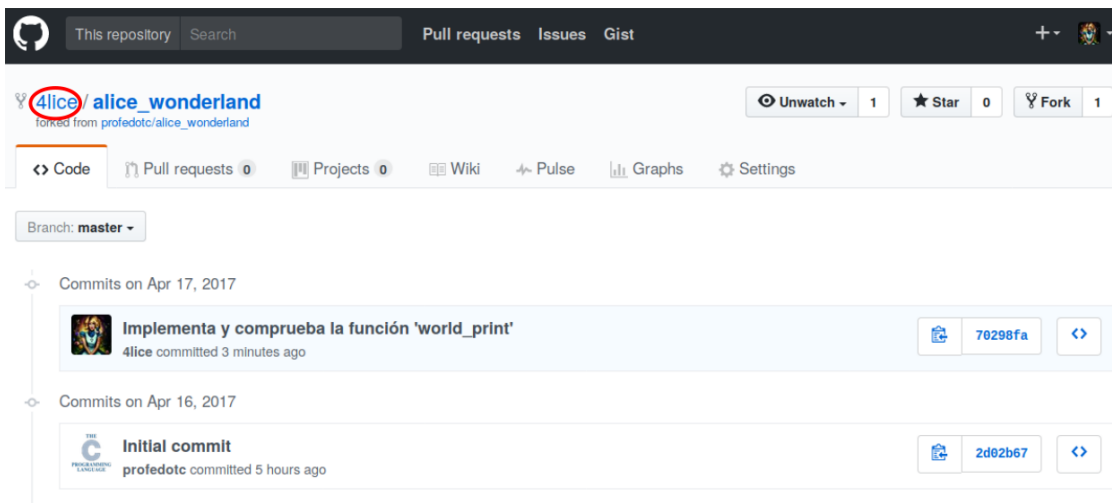 This repository Search Pull requests Issues Gist
4lice / alice_wonderland Unwatch 1 Star 0 Fork 1
forked from profedotc/alice_wonderland
Code Pull requests 0 Projects 0 Wiki Pulse Graphs Settings
Branch: master
Commits on Apr 17, 2017
Implementa y comprueba la función 'world_print'
4lice committed 3 minutes ago
70298fa
Commits on Apr 16, 2017
THE
C
PROGRAMMING
LANGUAGE
Initial commit
profedotc committed 5 hours ago
2d02b67